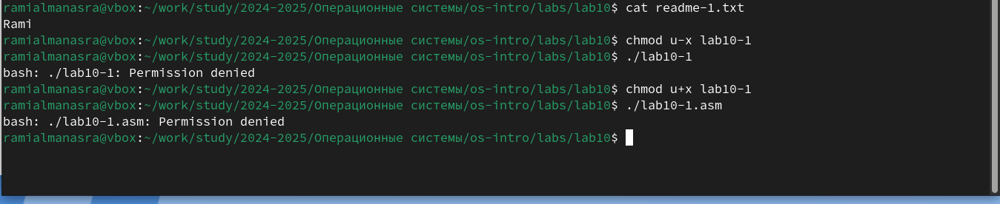 ramialmanasra@vbox:~/work/study/2024-2025/Операционные системы/os-intro/labs/lab10$ cat readme-1.txt
Rami
ramialmanasra@vbox:~/work/study/2024-2025/Операционные системы/os-intro/labs/lab10$ chmod u-x lab10-1
ramialmanasra@vbox:~/work/study/2024-2025/Операционные системы/os-intro/labs/lab10$ ./lab10-1
bash: ./lab10-1: Permission denied
ramialmanasra@vbox:~/work/study/2024-2025/Операционные системы/os-intro/labs/lab10$ chmod u+x lab10-1
ramialmanasra@vbox:~/work/study/2024-2025/Операционные системы/os-intro/labs/lab10$ ./lab10-1.asm
bash: ./lab10-1.asm: Permission denied
ramialmanasra@vbox:~/work/study/2024-2025/Операционные системы/os-intro/labs/lab10$